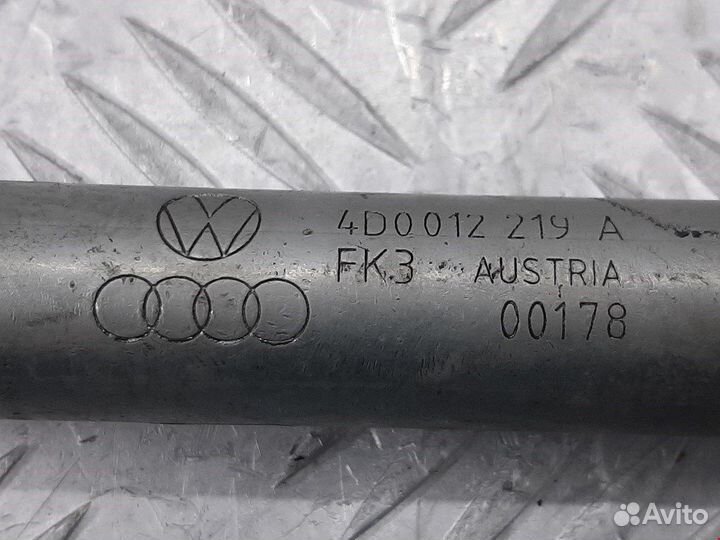 4D0 012 219 A
FK3 AUSTRIA
00178
Avito